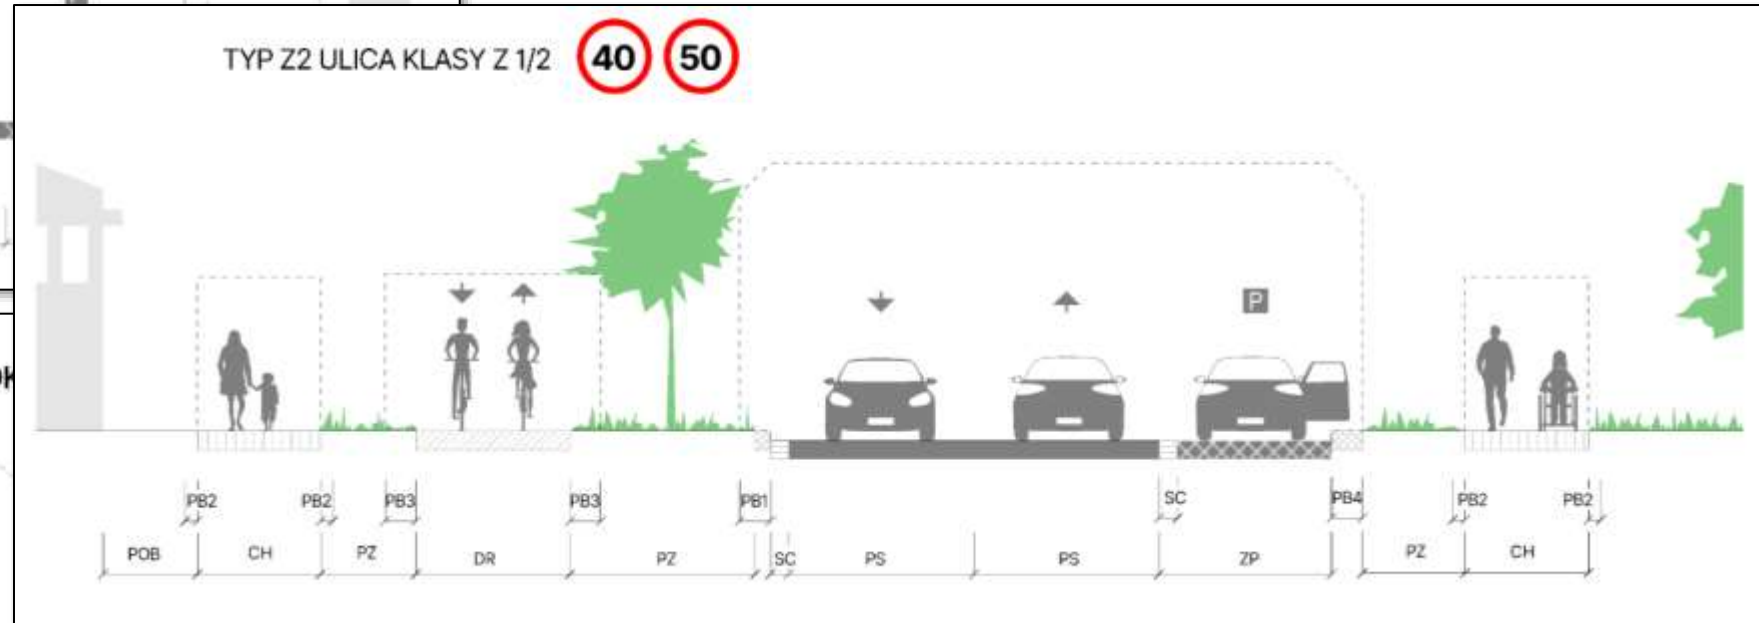 TYP Z2 ULICA KLASY Z 1/2 40 50
P
PB2 PB2 PB3 PB3 PB1 SC PB4 PB2 PB2
POB CH PZ DR PZ SC PS PS ZP PZ CH